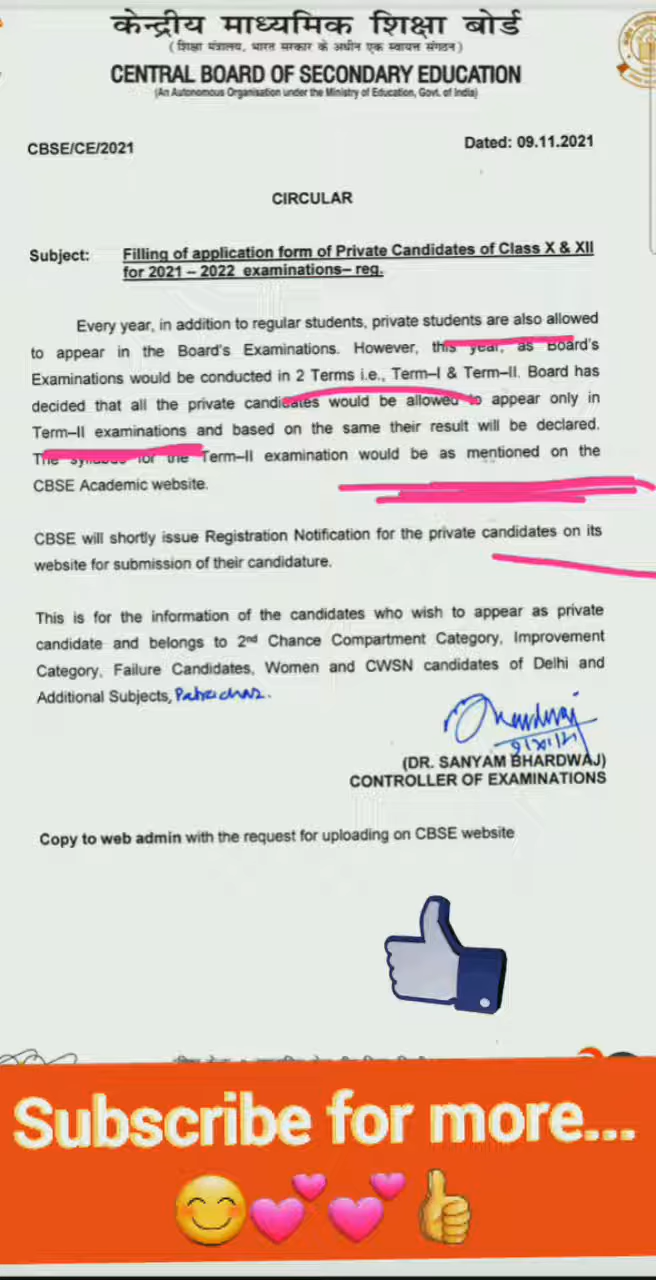 केन्द्रीय माध्यमिक शिक्षा बोर्ड
(शिक्षा मंत्रालय, भारत सरकार के अधीन एक स्वायत्त संगठन)
CENTRAL BOARD OF SECONDARY EDUCATION
(An Autonomous Organisation under the Ministry of Education, Govt. of India)
CBSE/CE/2021
Dated: 09.11.2021
CIRCULAR
Subject: Filling of application form of Private Candidates of Class X & XII
for 2021 – 2022 examinations– reg.
Every year, in addition to regular students, private students are also allowed
to appear in the Board's Examinations. However, this year, as Board's
Examinations would be conducted in 2 Terms i.e., Term–I & Term–II. Board has
decided that all the private candidates would be allowed to appear only in
Term–II examinations and based on the same their result will be declared.
The syllabus for the Term–II examination would be as mentioned on the
CBSE Academic website.
CBSE will shortly issue Registration Notification for the private candidates on its
website for submission of their candidature.
This is for the information of the candidates who wish to appear as private
candidate and belongs to 2nd Chance Compartment Category, Improvement
Category, Failure Candidates, Women and CWSN candidates of Delhi and
Additional Subjects,
9/XI/21
(DR. SANYAM BHARDWAJ)
CONTROLLER OF EXAMINATIONS
Copy to web admin with the request for uploading on CBSE website
Subscribe for more...